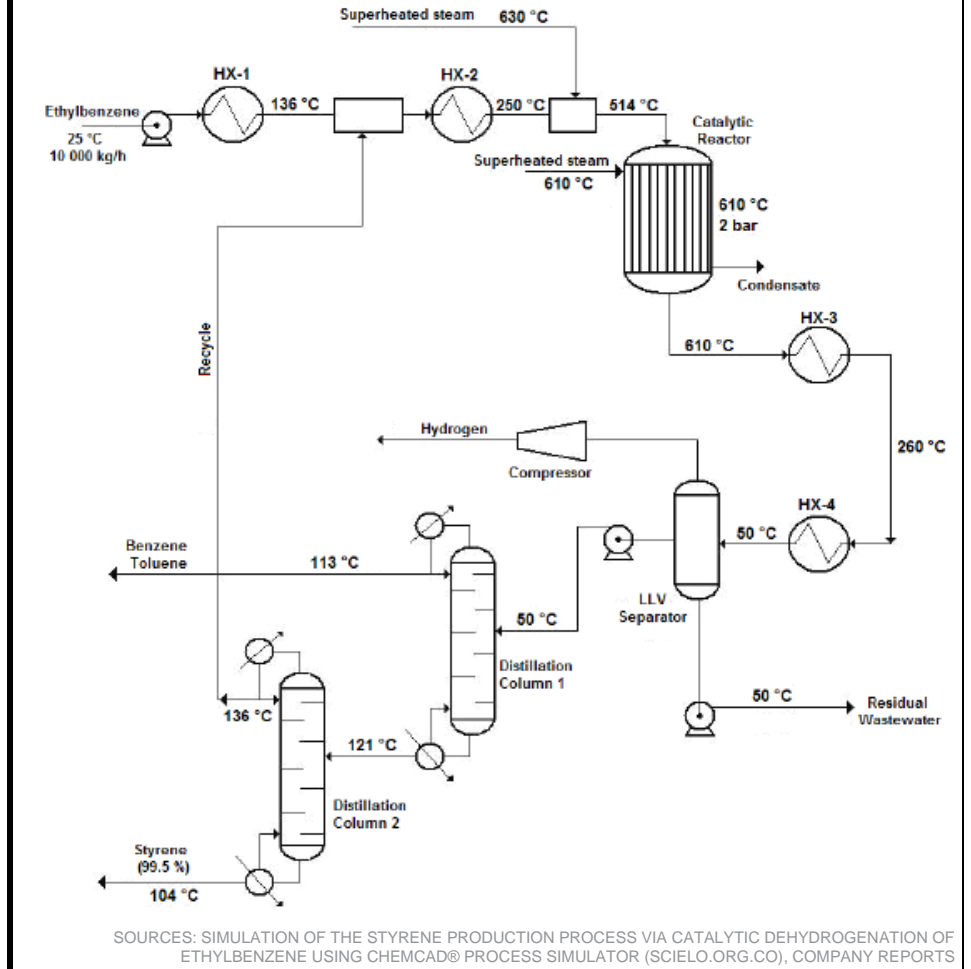 Superheated steam 630 °C
HX-1
HX-2
136 °C
250 °C
514 °C
Ethylbenzene
25 °C
10 000 kg/h
Catalytic
Reactor
Superheated steam
610 °C
610 °C
2 bar
Condensate
HX-3
610 °C
Recycle
Hydrogen
Compressor
260 °C
HX-4
50 °C
Benzene
Toluene
113 °C
LLV
Separator
50 °C
Distillation
Column 1
50 °C
Residual
Wastewater
136 °C
121 °C
Distillation
Column 2
Styrene
(99.5 %)
104 °C
SOURCES: SIMULATION OF THE STYRENE PRODUCTION PROCESS VIA CATALYTIC DEHYDROGENATION OF
ETHYLBENZENE USING CHEMCAD® PROCESS SIMULATOR (SCIELO.ORG.CO), COMPANY REPORTS